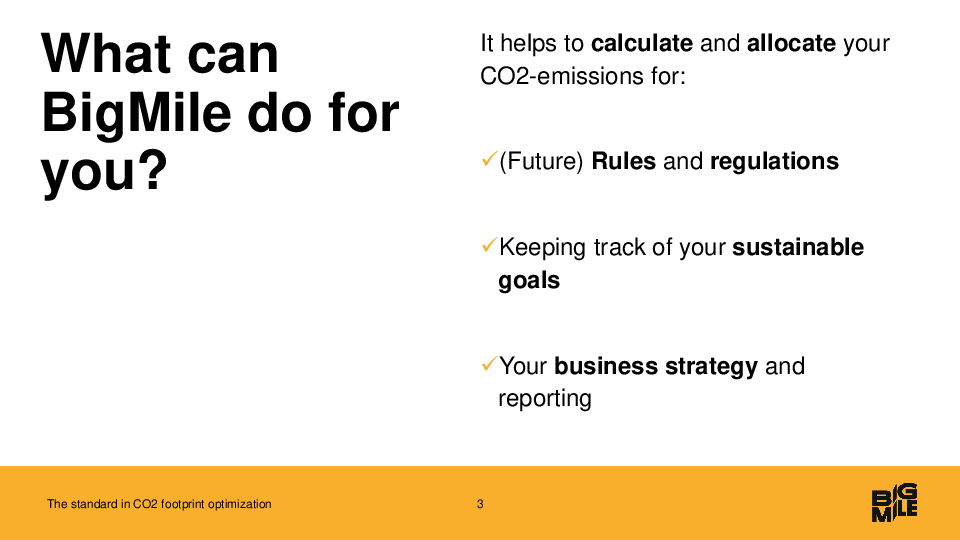 What can
BigMile do for
you?
It helps to calculate and allocate your
CO2-emissions for:
✓(Future) Rules and regulations
✓Keeping track of your sustainable
goals
✓Your business strategy and
reporting
The standard in CO2 footprint optimization
3
BIG
MILE